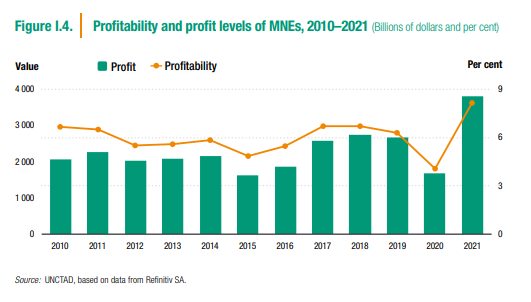 Figure I.4. Profitability and profit levels of MNEs, 2010–2021 (Billions of dollars and per cent)
Value Profit Profitability Per cent
4 000 9
3 000
6
2 000
3
1 000
0 0
2010 2011 2012 2013 2014 2015 2016 2017 2018 2019 2020 2021
Source: UNCTAD, based on data from Refinitiv SA.